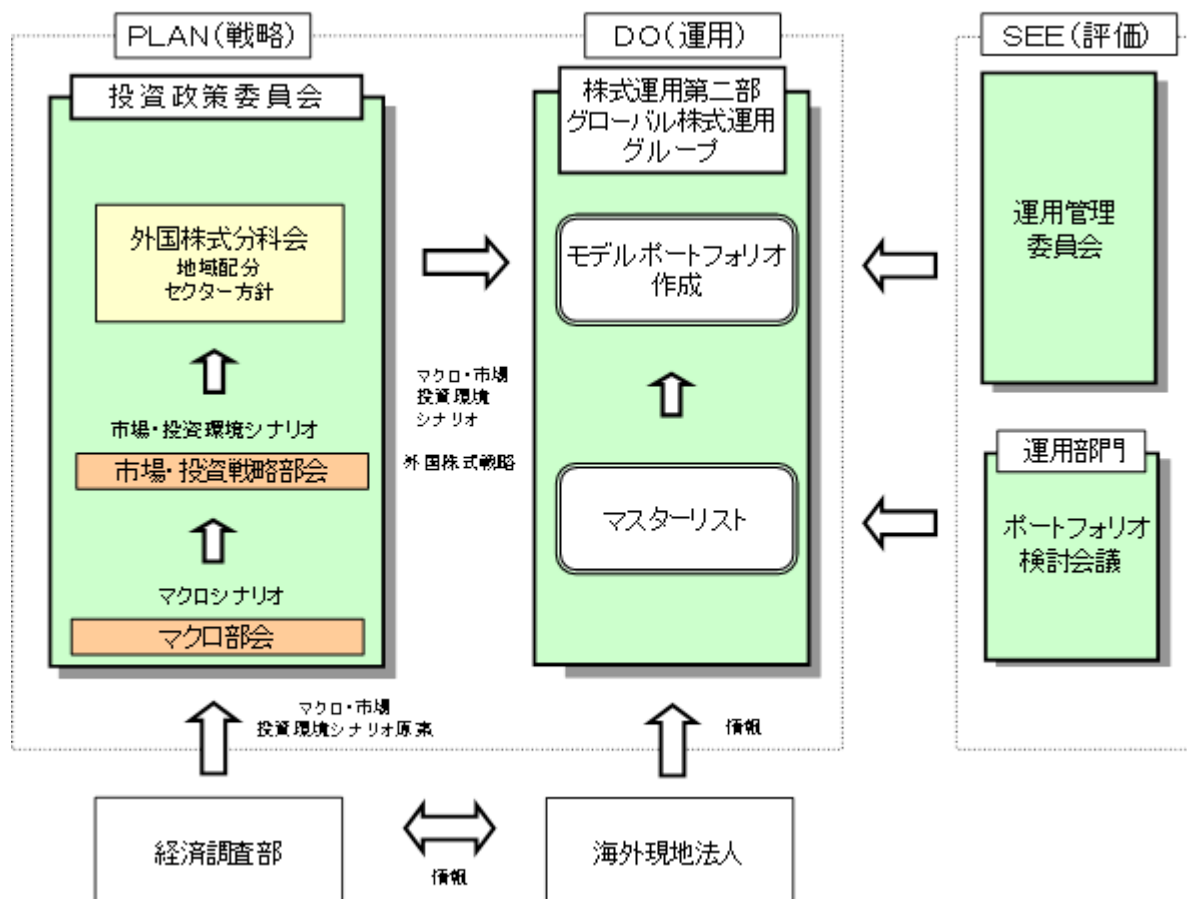 PLAN(戦略)
投資政策委員会
外国株式分科会
地域配分
セクター方針
市場・投資環境シナリオ
市場・投資戦略部会
マクロシナリオ
マクロ部会
マクロ・市場
投資環境
シナリオ
外国株式戦略
DO(運用)
株式運用第二部
グローバル株式運用
グループ
モデルポートフォリオ
作成
マスターリスト
SEE(評価)
運用管理
委員会
運用部門
ポートフォリオ
検討会議
マクロ・市場
投資環境シナリオ原案
情報
経済調査部
情報
海外現地法人